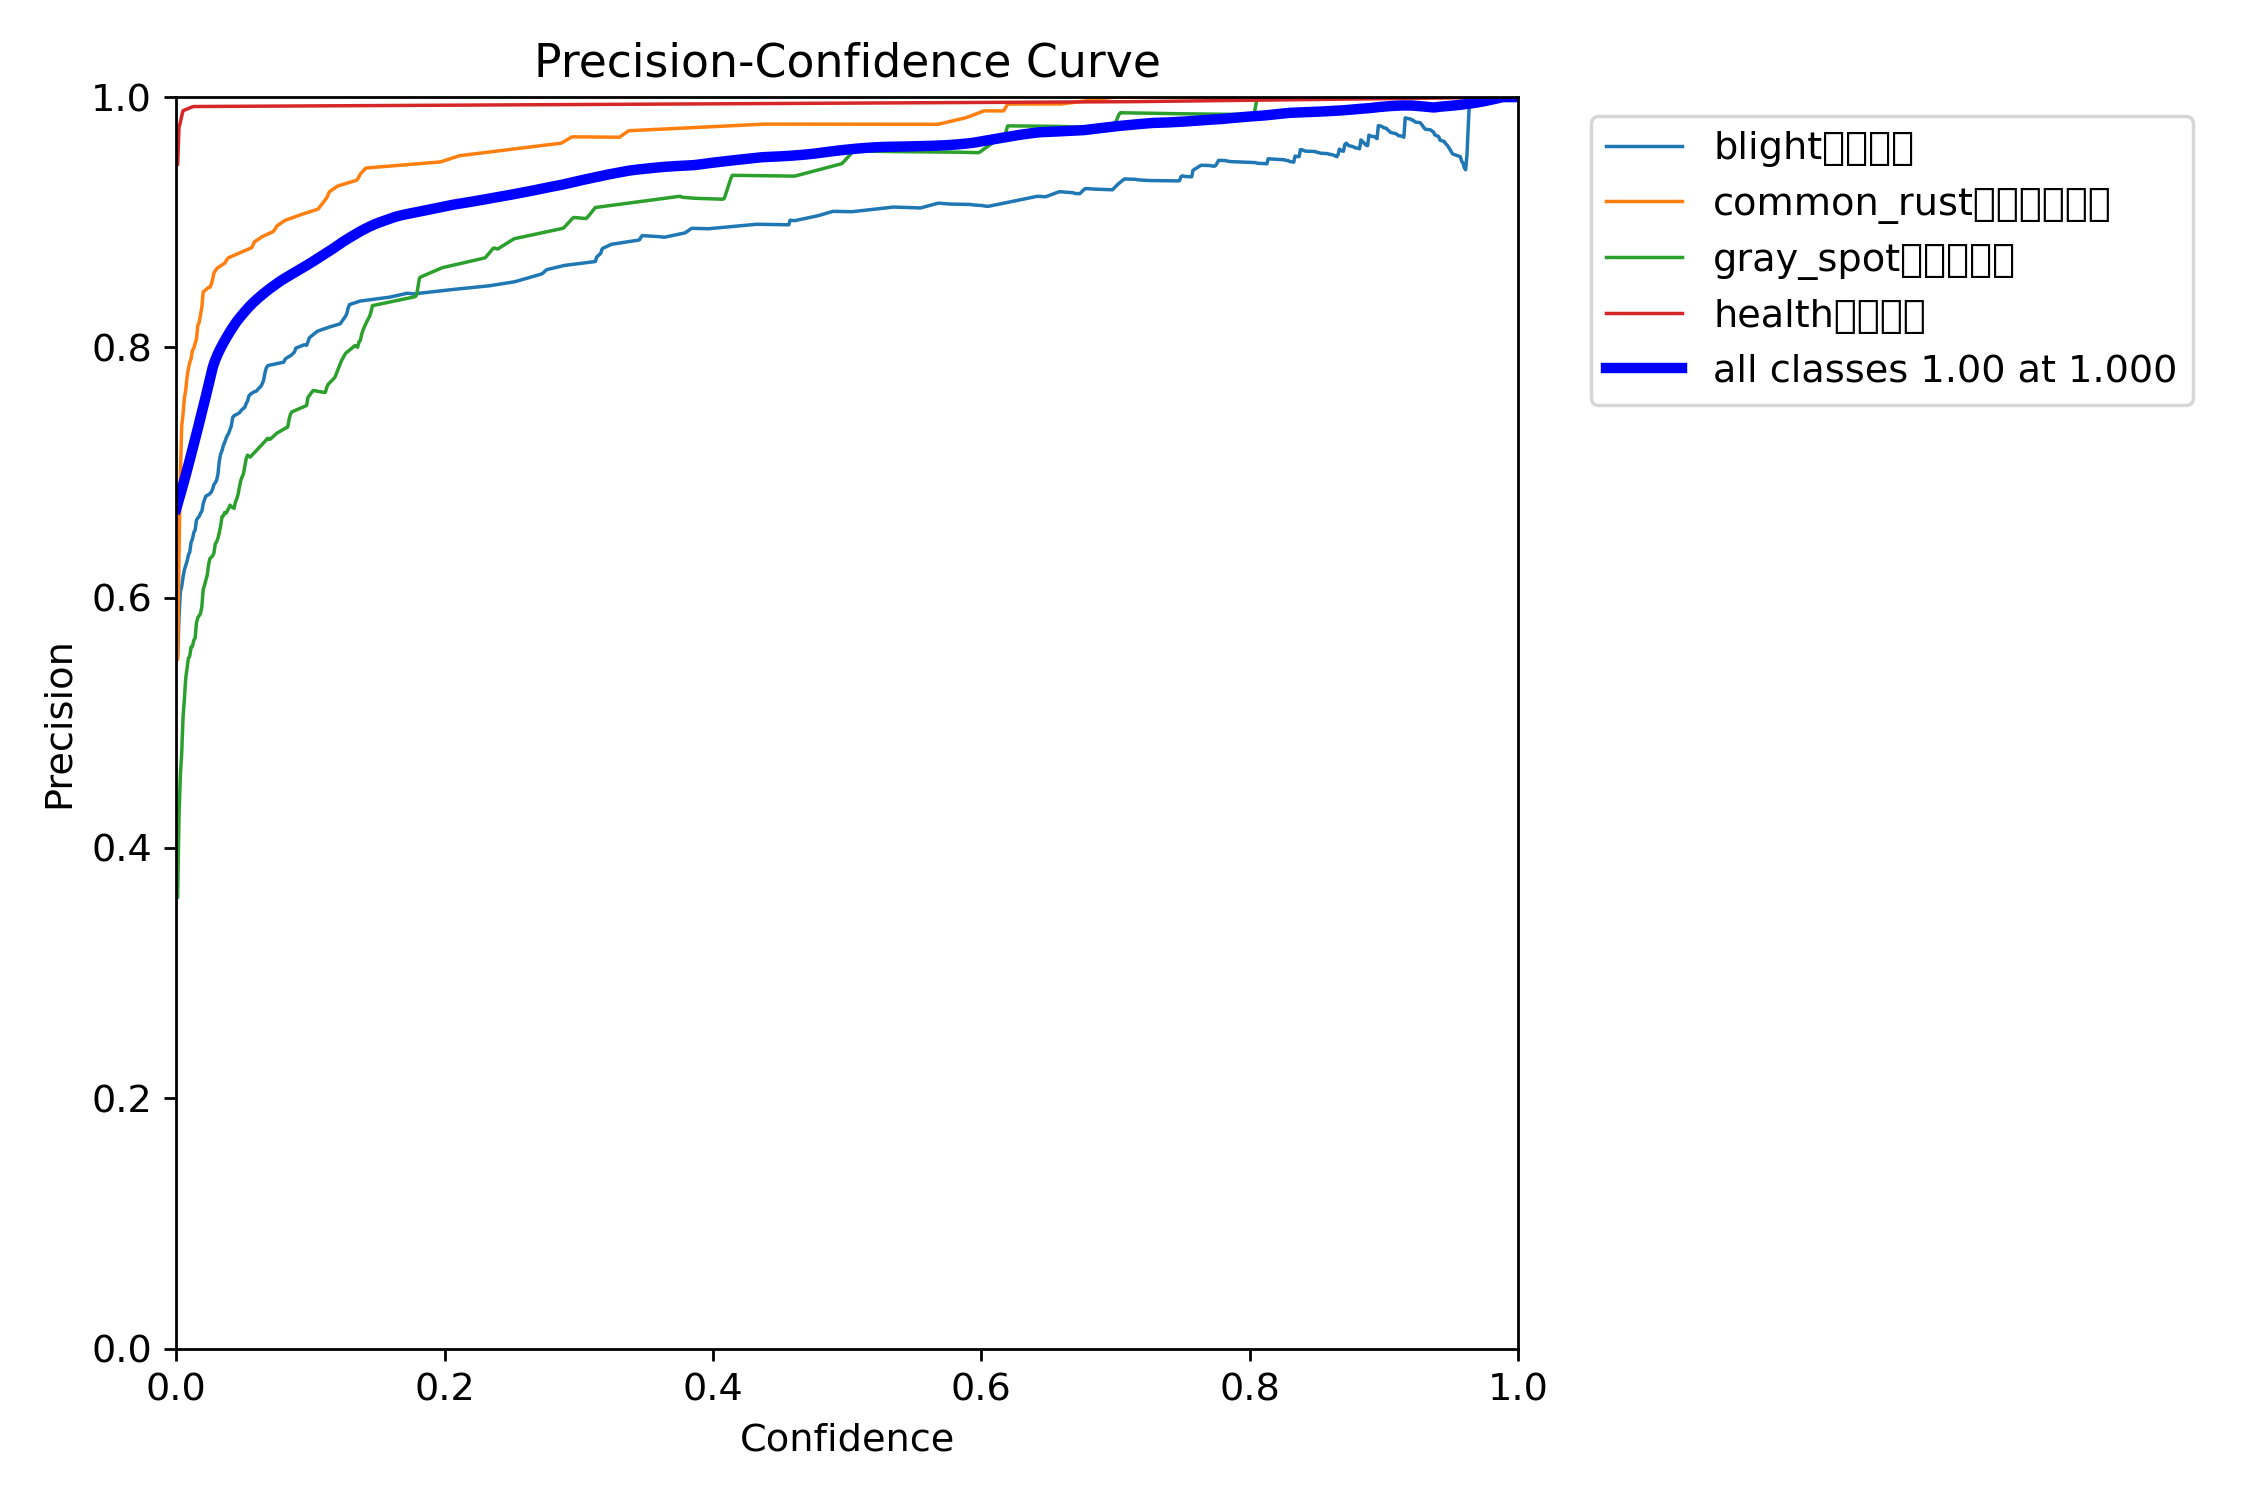 Precision-Confidence Curve
1.0
0.8
0.6
0.4
0.2
0.0
Precision
0.0 0.2 0.4 0.6 0.8 1.0
Confidence
blight
common_rust
gray_spot
health
all classes 1.00 at 1.000